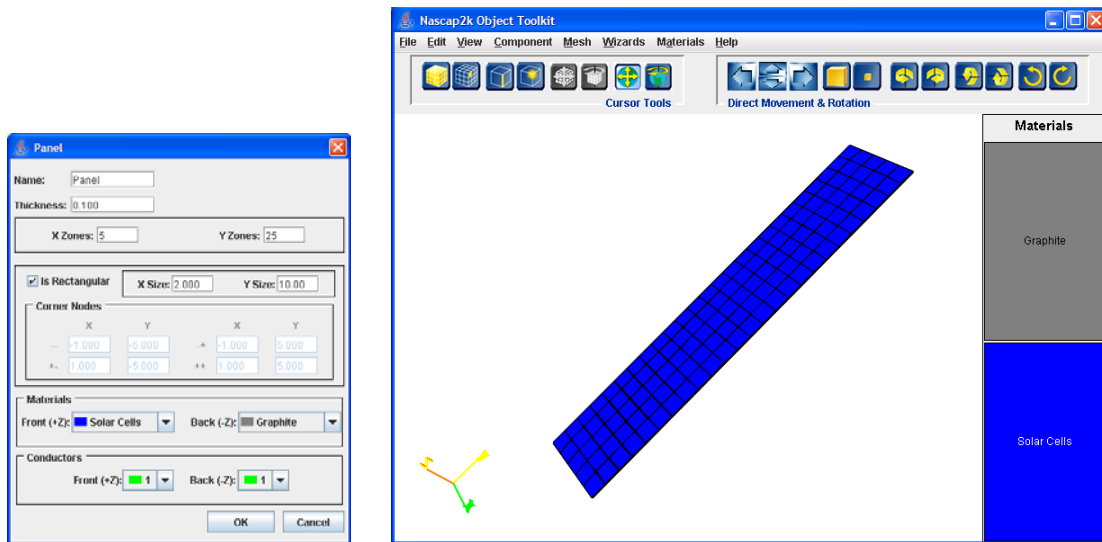 Panel
Name: Panel
Thickness: 0.100
X Zones: 5 Y Zones: 25
Is Rectangular X Size: 2.000 Y Size: 10.00
Corner Nodes
X Y X Y
-- -1.000 -5.000 -+ -1.000 5.000
+- 1.000 -5.000 ++ 1.000 5.000
Materials
Front (+Z): Solar Cells Back (-Z): Graphite
Conductors
Front (+Z): 1 Back (-Z): 1
OK Cancel
Nascap2k Object Toolkit
File Edit View Component Mesh Wizards Materials Help
Cursor Tools Direct Movement & Rotation
Materials
Graphite
Solar Cells